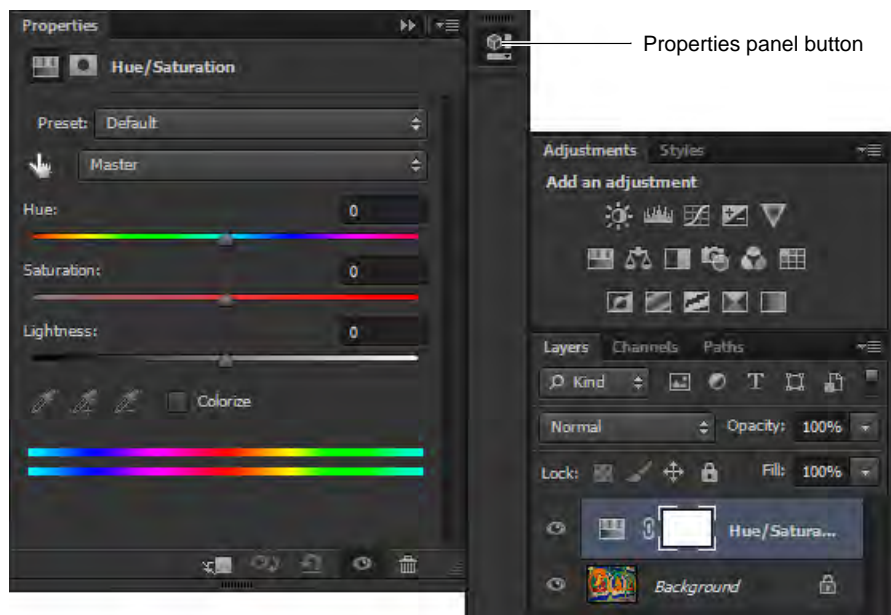 Properties
Hue/Saturation
Preset: Default
Master
Hue: 0
Saturation: 0
Lightness: 0
Colorize
Properties panel button
Adjustments Styles
Add an adjustment
Layers Channels Paths
Kind
Normal Opacity: 100%
Lock: Fill: 100%
Hue/Satura...
Background